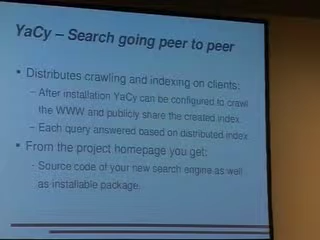 YaCy – Search going peer to peer
• Distributes crawling and indexing on clients:
– After installation YaCy can be configured to crawl
the WWW and publicly share the created index.
– Each query answered based on distributed index.
• From the project homepage you get:
– Source code of your new search engine as well
as installable package.